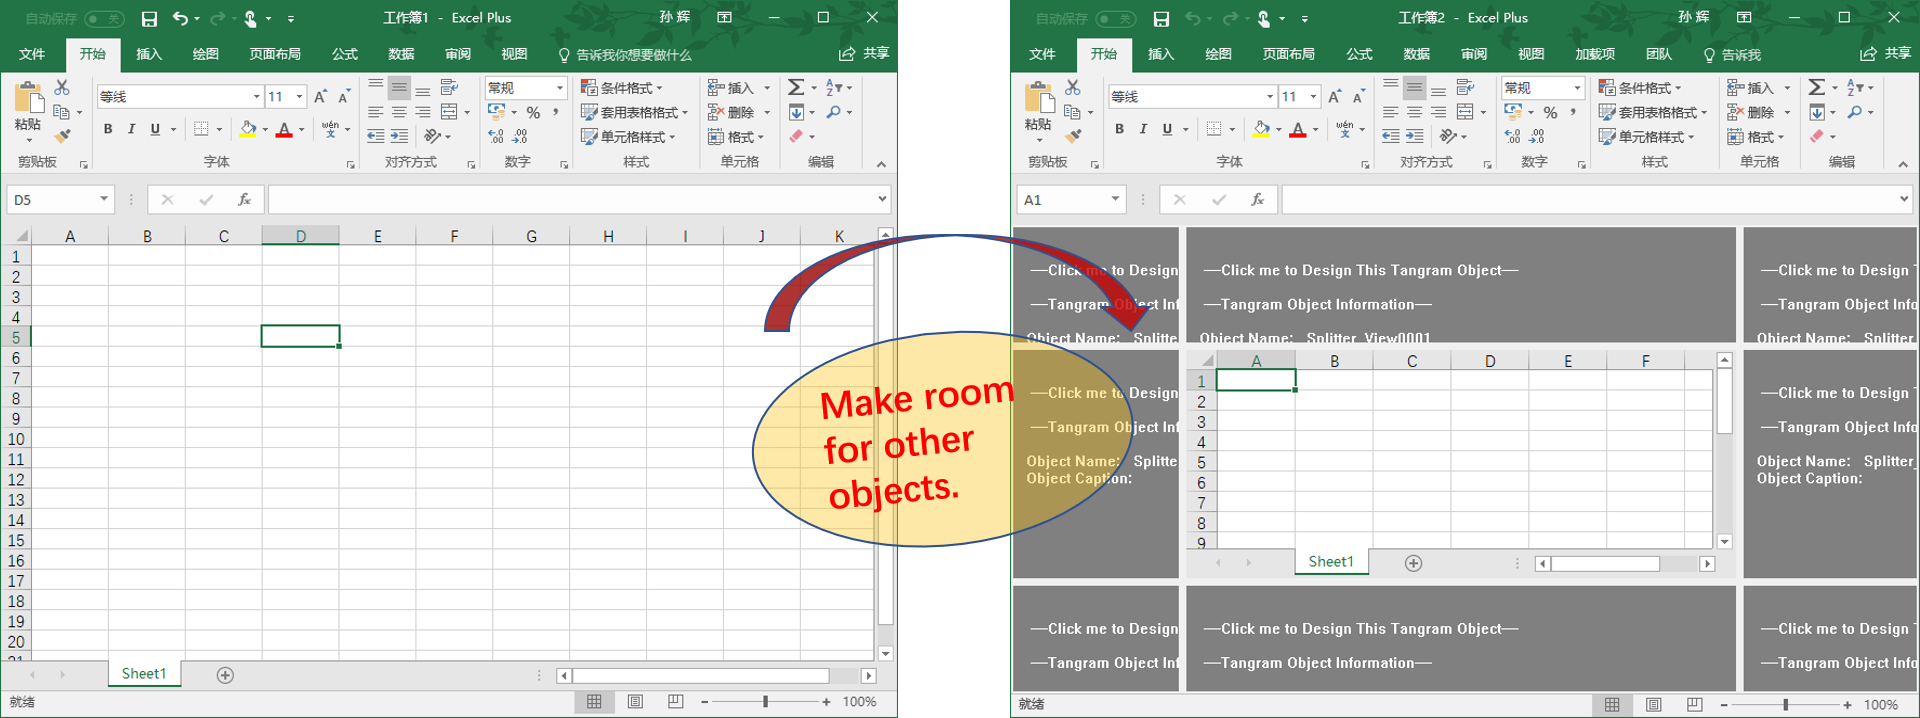 自动保存 关 工作簿1 - Excel Plus 孙 辉
文件 开始 插入 绘图 页面布局 公式 数据 审阅 视图 告诉我你想要做什么 共享
等线 11 常规 条件格式 插入
粘贴 套用表格格式 删除
B I U A wén 文 % 单元格样式 格式
剪贴板 字体 对齐方式 数字 样式 单元格 编辑
D5 fx
A B C D E F G H I J K
1
2
3
4
5
6
7
8
9
10
11
12
13
14
15
16
17
18
19
20
21
Sheet1
就绪 100%
Make room
for other
objects.
自动保存 关 工作簿2 - Excel Plus 孙 辉
文件 开始 插入 绘图 页面布局 公式 数据 审阅 视图 加载项 团队 告诉我 共享
等线 11 常规 条件格式 插入
粘贴 套用表格格式 删除
B I U A wén 文 % 单元格样式 格式
剪贴板 字体 对齐方式 数字 样式 单元格 编辑
A1 fx
—Click me to Design
—Tangram Object Inf
Object Name: Splitter
—Click me to Design This Tangram Object—
—Tangram Object Information—
Object Name: Splitter_View0001
—Click me to Design T
—Tangram Object Info
Object Name: Splitter_
—Click me to Design
—Tangram Object Inf
Object Name: Splitte
Object Caption:
A B C D E F
1
2
3
4
5
6
7
8
9
Sheet1
—Click me to Design T
—Tangram Object Info
Object Name: Splitter_
Object Caption:
—Click me to Design
—Tangram Object Inf
—Click me to Design This Tangram Object—
—Tangram Object Information—
—Click me to Design T
—Tangram Object Info
就绪 100%